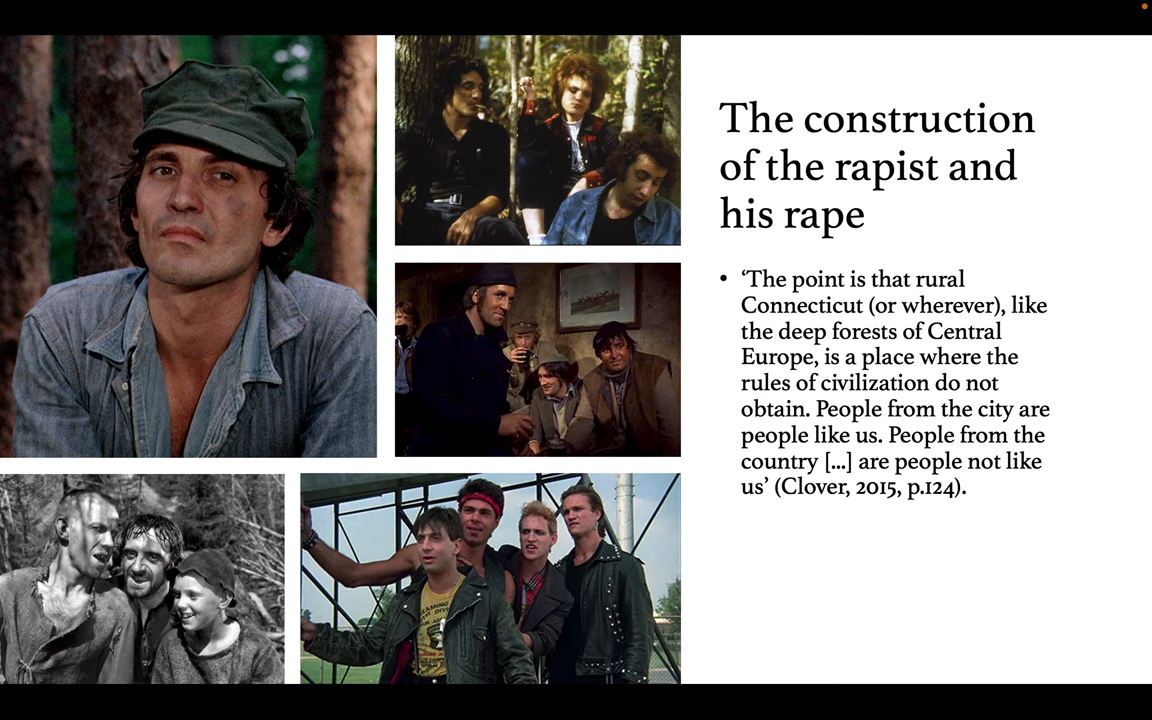 The construction
of the rapist and
his rape
• ‘The point is that rural
Connecticut (or wherever), like
the deep forests of Central
Europe, is a place where the
rules of civilization do not
obtain. People from the city are
people like us. People from the
country [...] are people not like
us’ (Clover, 2015, p.124).